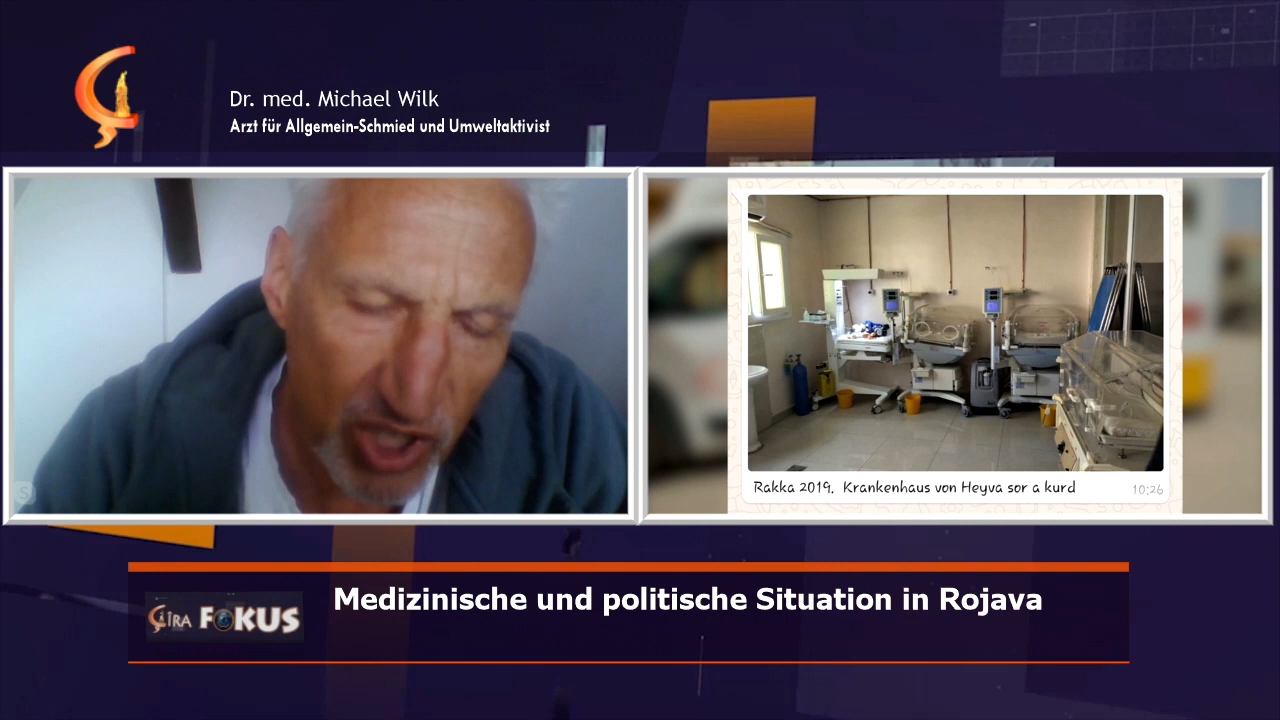 Dr. med. Michael Wilk
Arzt für Allgemein-Schmied und Umweltaktivist
S
Rakka 2019. Krankenhaus von Heyva sor a kurd
10:26
ÇIRA FOKUS
Medizinische und politische Situation in Rojava